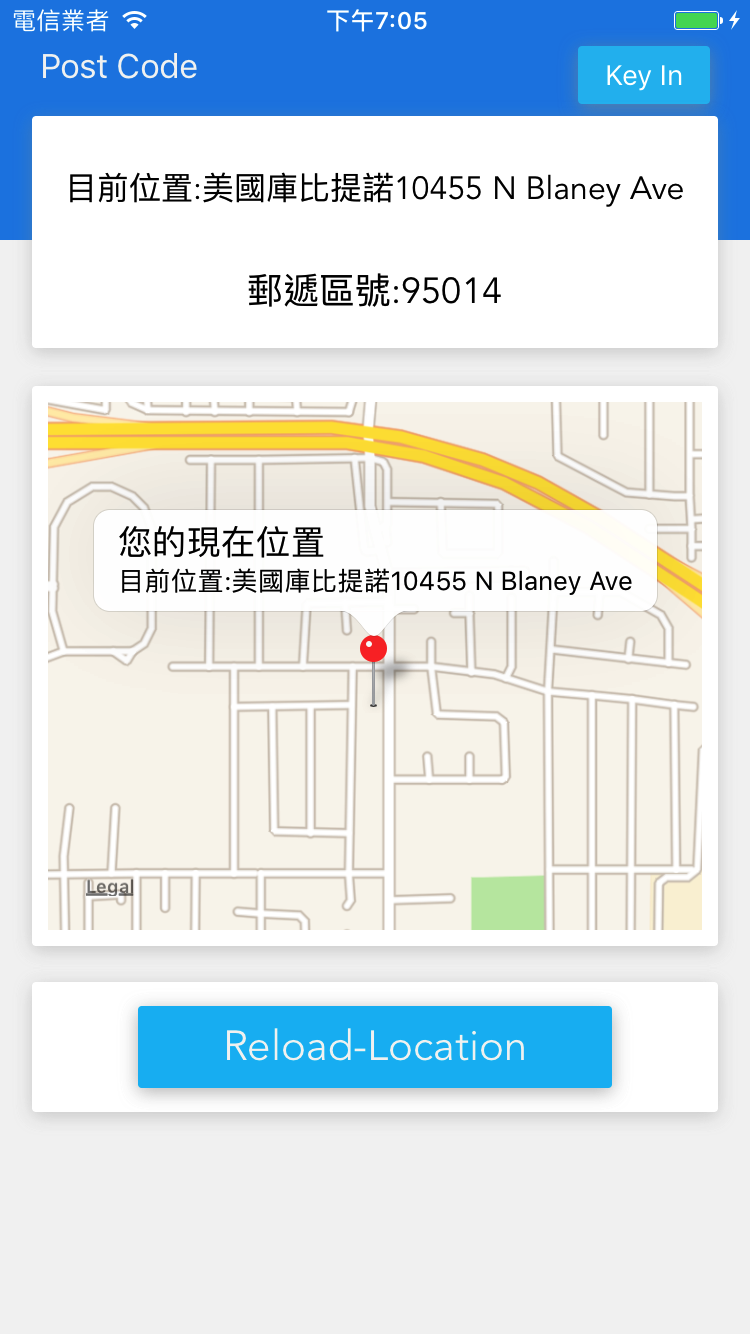 電信業者 下午7:05
Post Code
Key In
目前位置:美國庫比提諾10455 N Blaney Ave
郵遞區號:95014
您的現在位置
目前位置:美國庫比提諾10455 N Blaney Ave
Legal
Reload-Location